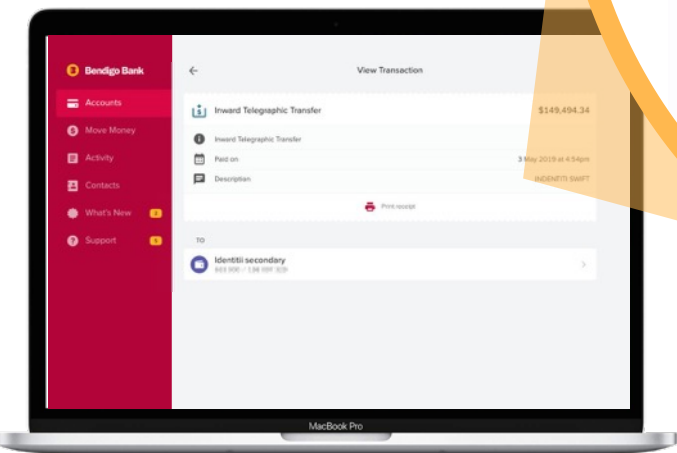 Bendigo Bank
View Transaction
Accounts
Inward Telegraphic Transfer $149,494.34
Move Money
Inward Telegraphic Transfer
Activity
Paid on 3 May 2019 at 4:54pm
Description INDENTITI SWIFT
Contacts
Print receipt
What's New
Support
TO
Identitii secondary
MacBook Pro